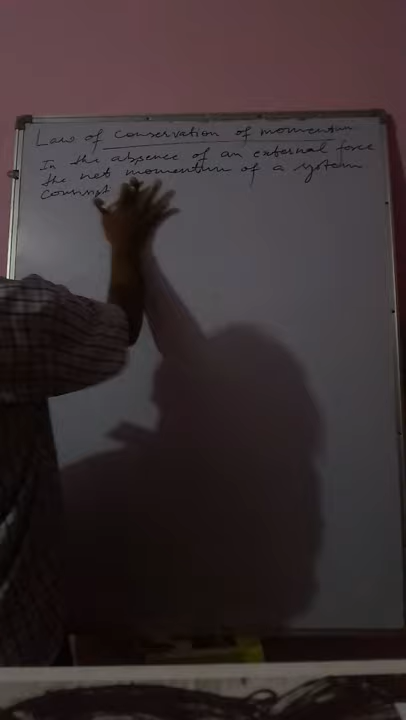 Law of conservation of momentum
In the absence of an external force
the net momentum of a system